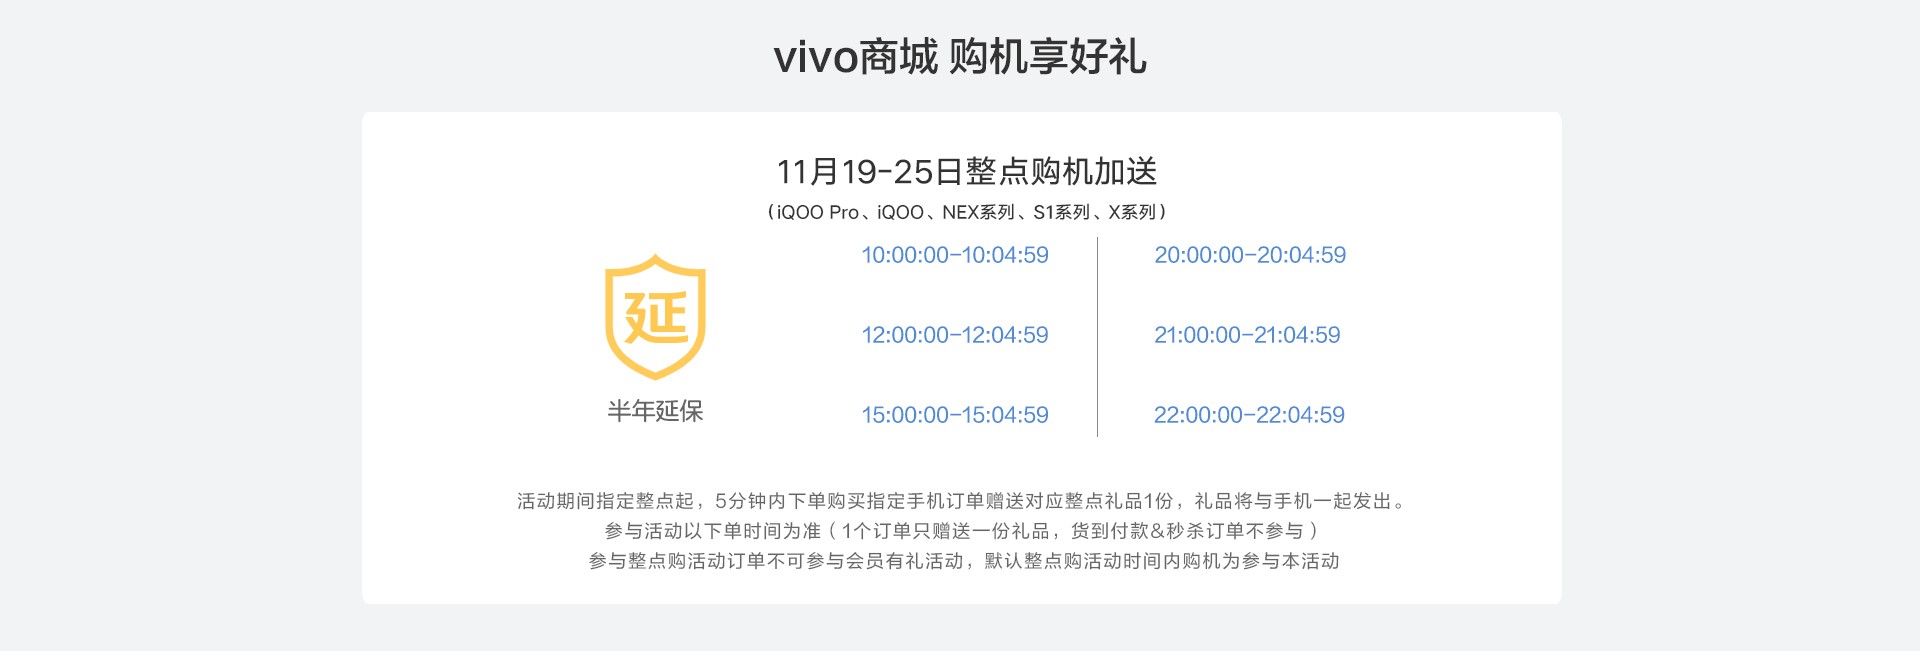 vivo商城 购机享好礼
11月19-25日整点购机加送
(iQOO Pro、iQOO、NEX系列、S1系列、X系列)
延
半年延保
10:00:00-10:04:59
20:00:00-20:04:59
12:00:00-12:04:59
21:00:00-21:04:59
15:00:00-15:04:59
22:00:00-22:04:59
活动期间指定整点起，5分钟内下单购买指定手机订单赠送对应整点礼品1份，礼品将与手机一起发出。
参与活动以下单时间为准（1个订单只赠送一份礼品，货到付款&秒杀订单不参与）
参与整点购活动订单不可参与会员有礼活动，默认整点购活动时间内购机为参与本活动